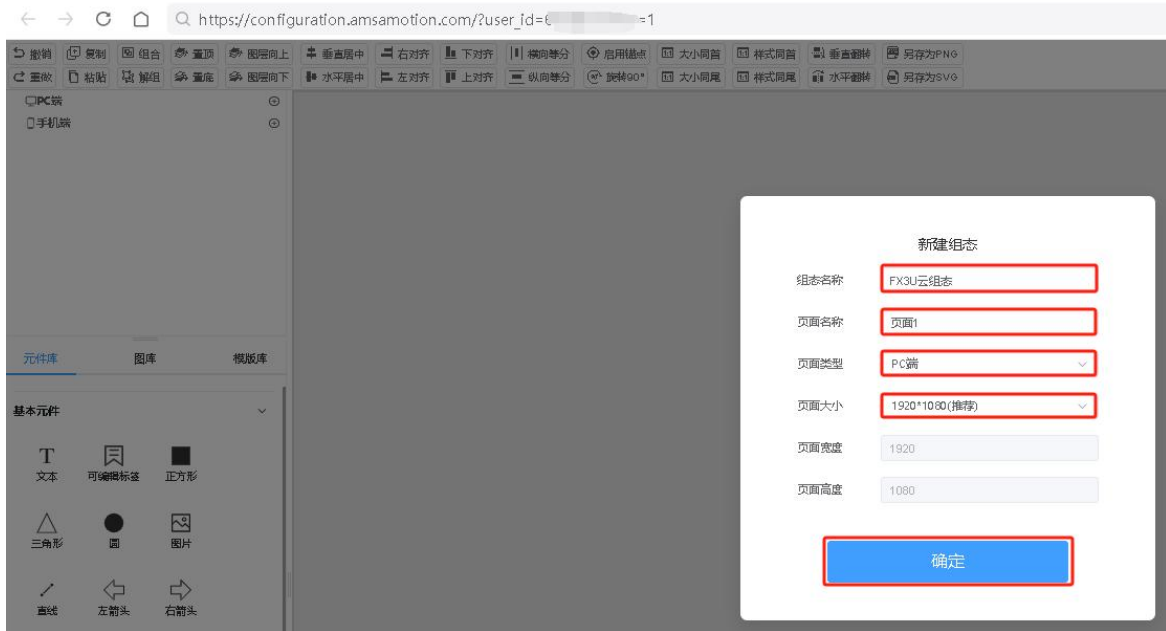 https://configuration.amsamotion.com/?user_id=6 =1
撤销 复制 组合 置顶 图层向上 垂直居中 右对齐 下对齐 横向等分 启用锚点 大小同首 样式同首 垂直翻转 另存为PNG
重做 粘贴 解组 置底 图层向下 水平居中 左对齐 上对齐 纵向等分 旋转90° 大小同尾 样式同尾 水平翻转 另存为SVG
PC端
手机端
新建组态
组态名称 FX3U云组态
页面名称 页面1
页面类型 PC端
页面大小 1920*1080(推荐)
页面宽度 1920
页面高度 1080
确定
元件库 图库 模版库
基本元件
文本 可编辑标签 正方形
三角形 圆 图片
直线 左箭头 右箭头